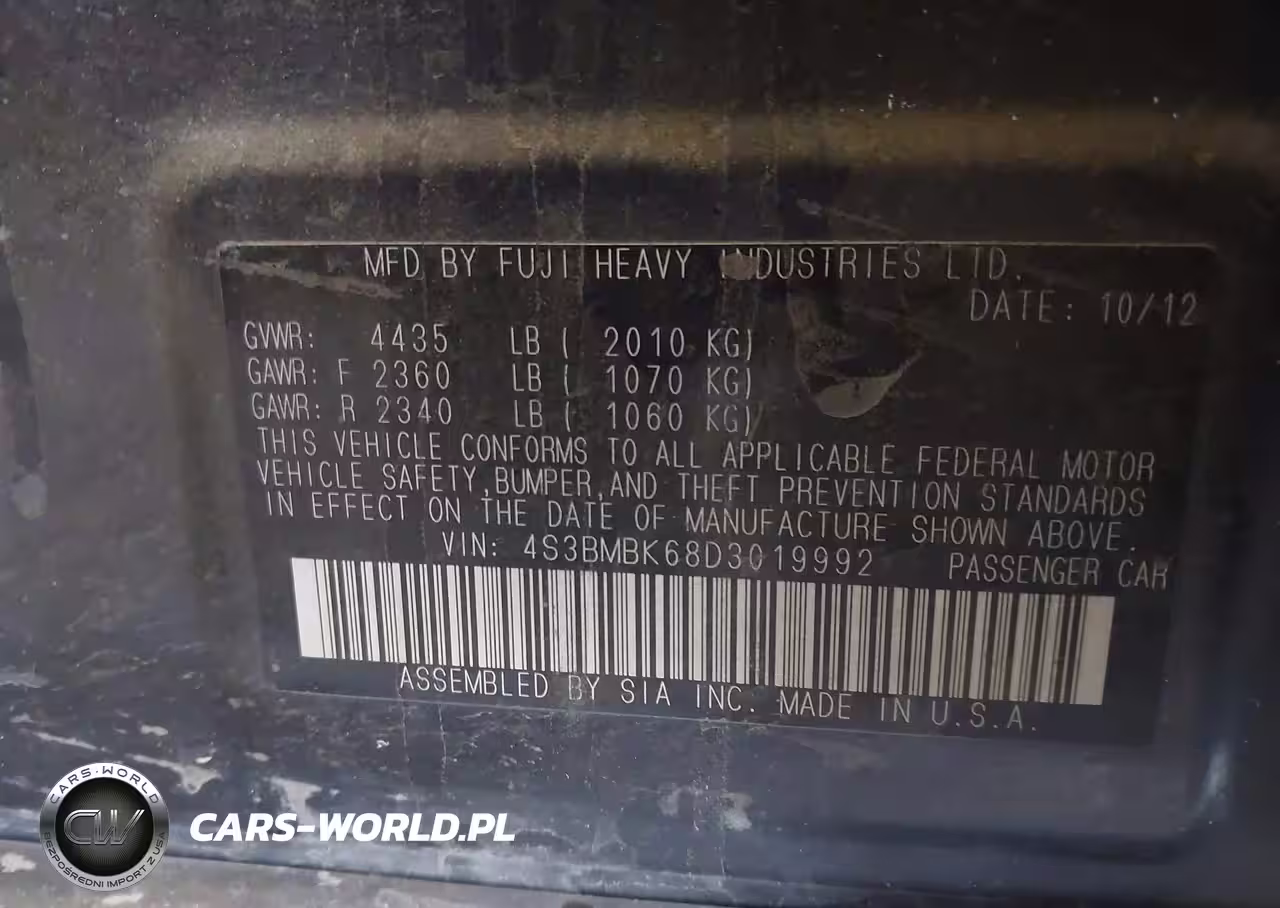 MFD BY FUJI HEAVY INDUSTRIES LTD.
DATE: 10/12
GVWR: 4435 LB ( 2010 KG)
GAWR: F 2360 LB ( 1070 KG)
GAWR: R 2340 LB ( 1060 KG)
THIS VEHICLE CONFORMS TO ALL APPLICABLE FEDERAL MOTOR
VEHICLE SAFETY,BUMPER,AND THEFT PREVENTION STANDARDS
IN EFFECT ON THE DATE OF MANUFACTURE SHOWN ABOVE.
VIN: 4S3BMBK68D3019992 PASSENGER CAR
ASSEMBLED BY SIA INC. MADE IN U.S.A.
CARS-WORLD
CW
BEZPOŚREDNI IMPORT Z USA
CARS-WORLD.PL